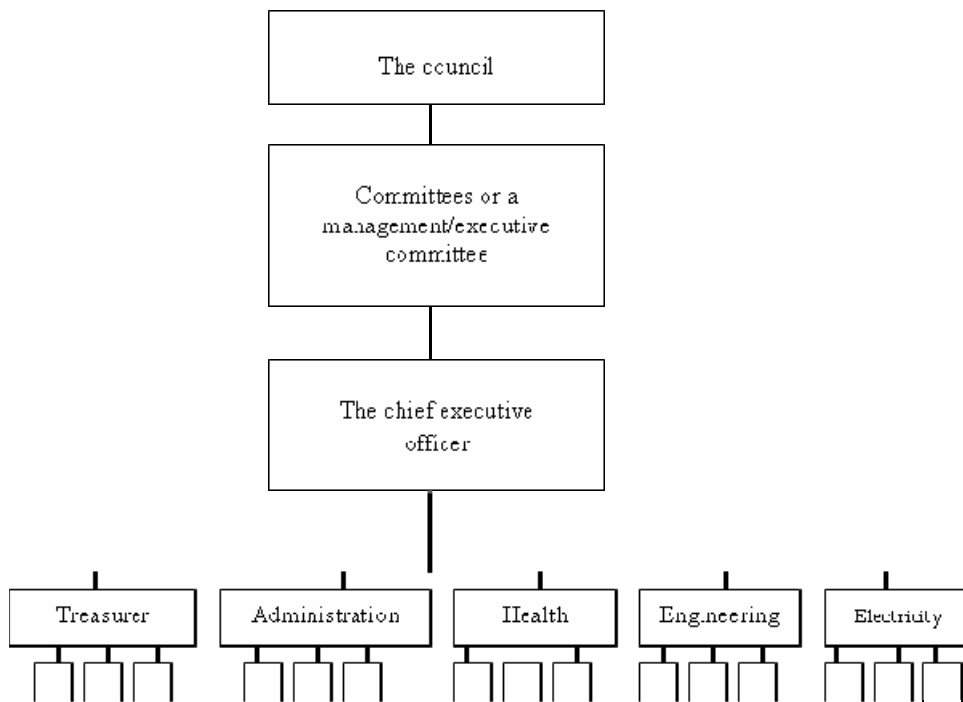 The council
Committees or a
management/executive
committee
The chief executive
officer
Treasurer
Administration
Health
Engineering
Electricity